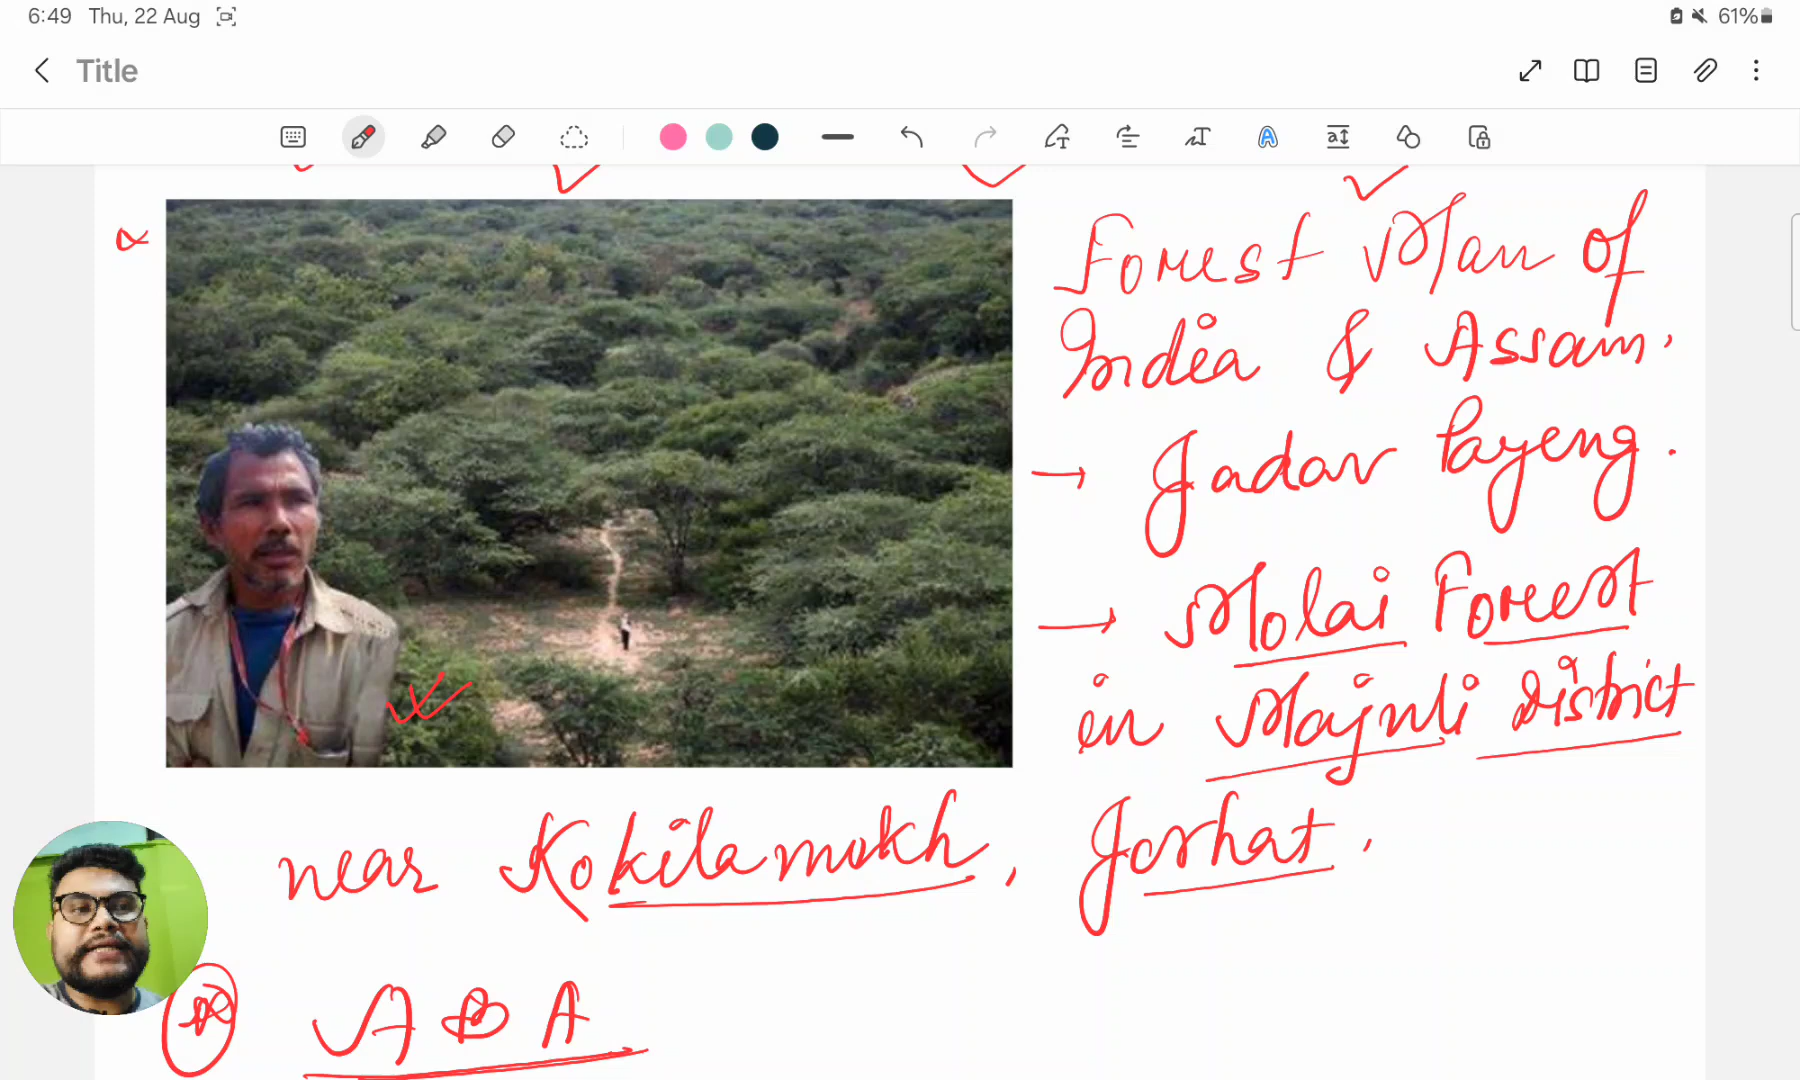 6:49 Thu, 22 Aug 61%
Title
Forest Man of
India & Assam.
→ Jadav Payeng.
→ Molai Forest
in Majuli District
near Kokilamukh, Jorhat.